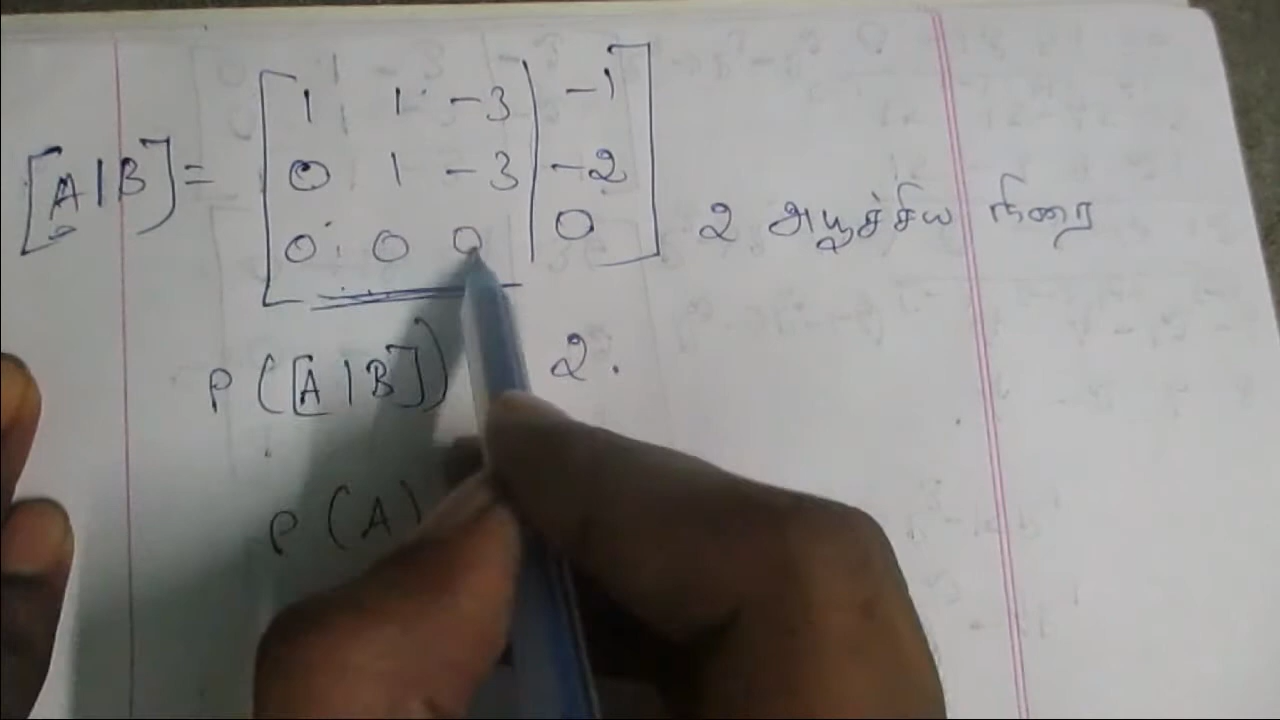 1 1 -3 | -1
[A|B] = 0 1 -3 | -2
0 0 0 | 0 2 அபூச்சிய நிரை
ρ([A|B]) 2.
ρ(A)